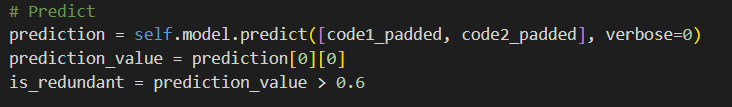 # Predict
prediction = self.model.predict([code1_padded, code2_padded], verbose=0)
prediction_value = prediction[0][0]
is_redundant = prediction_value > 0.6